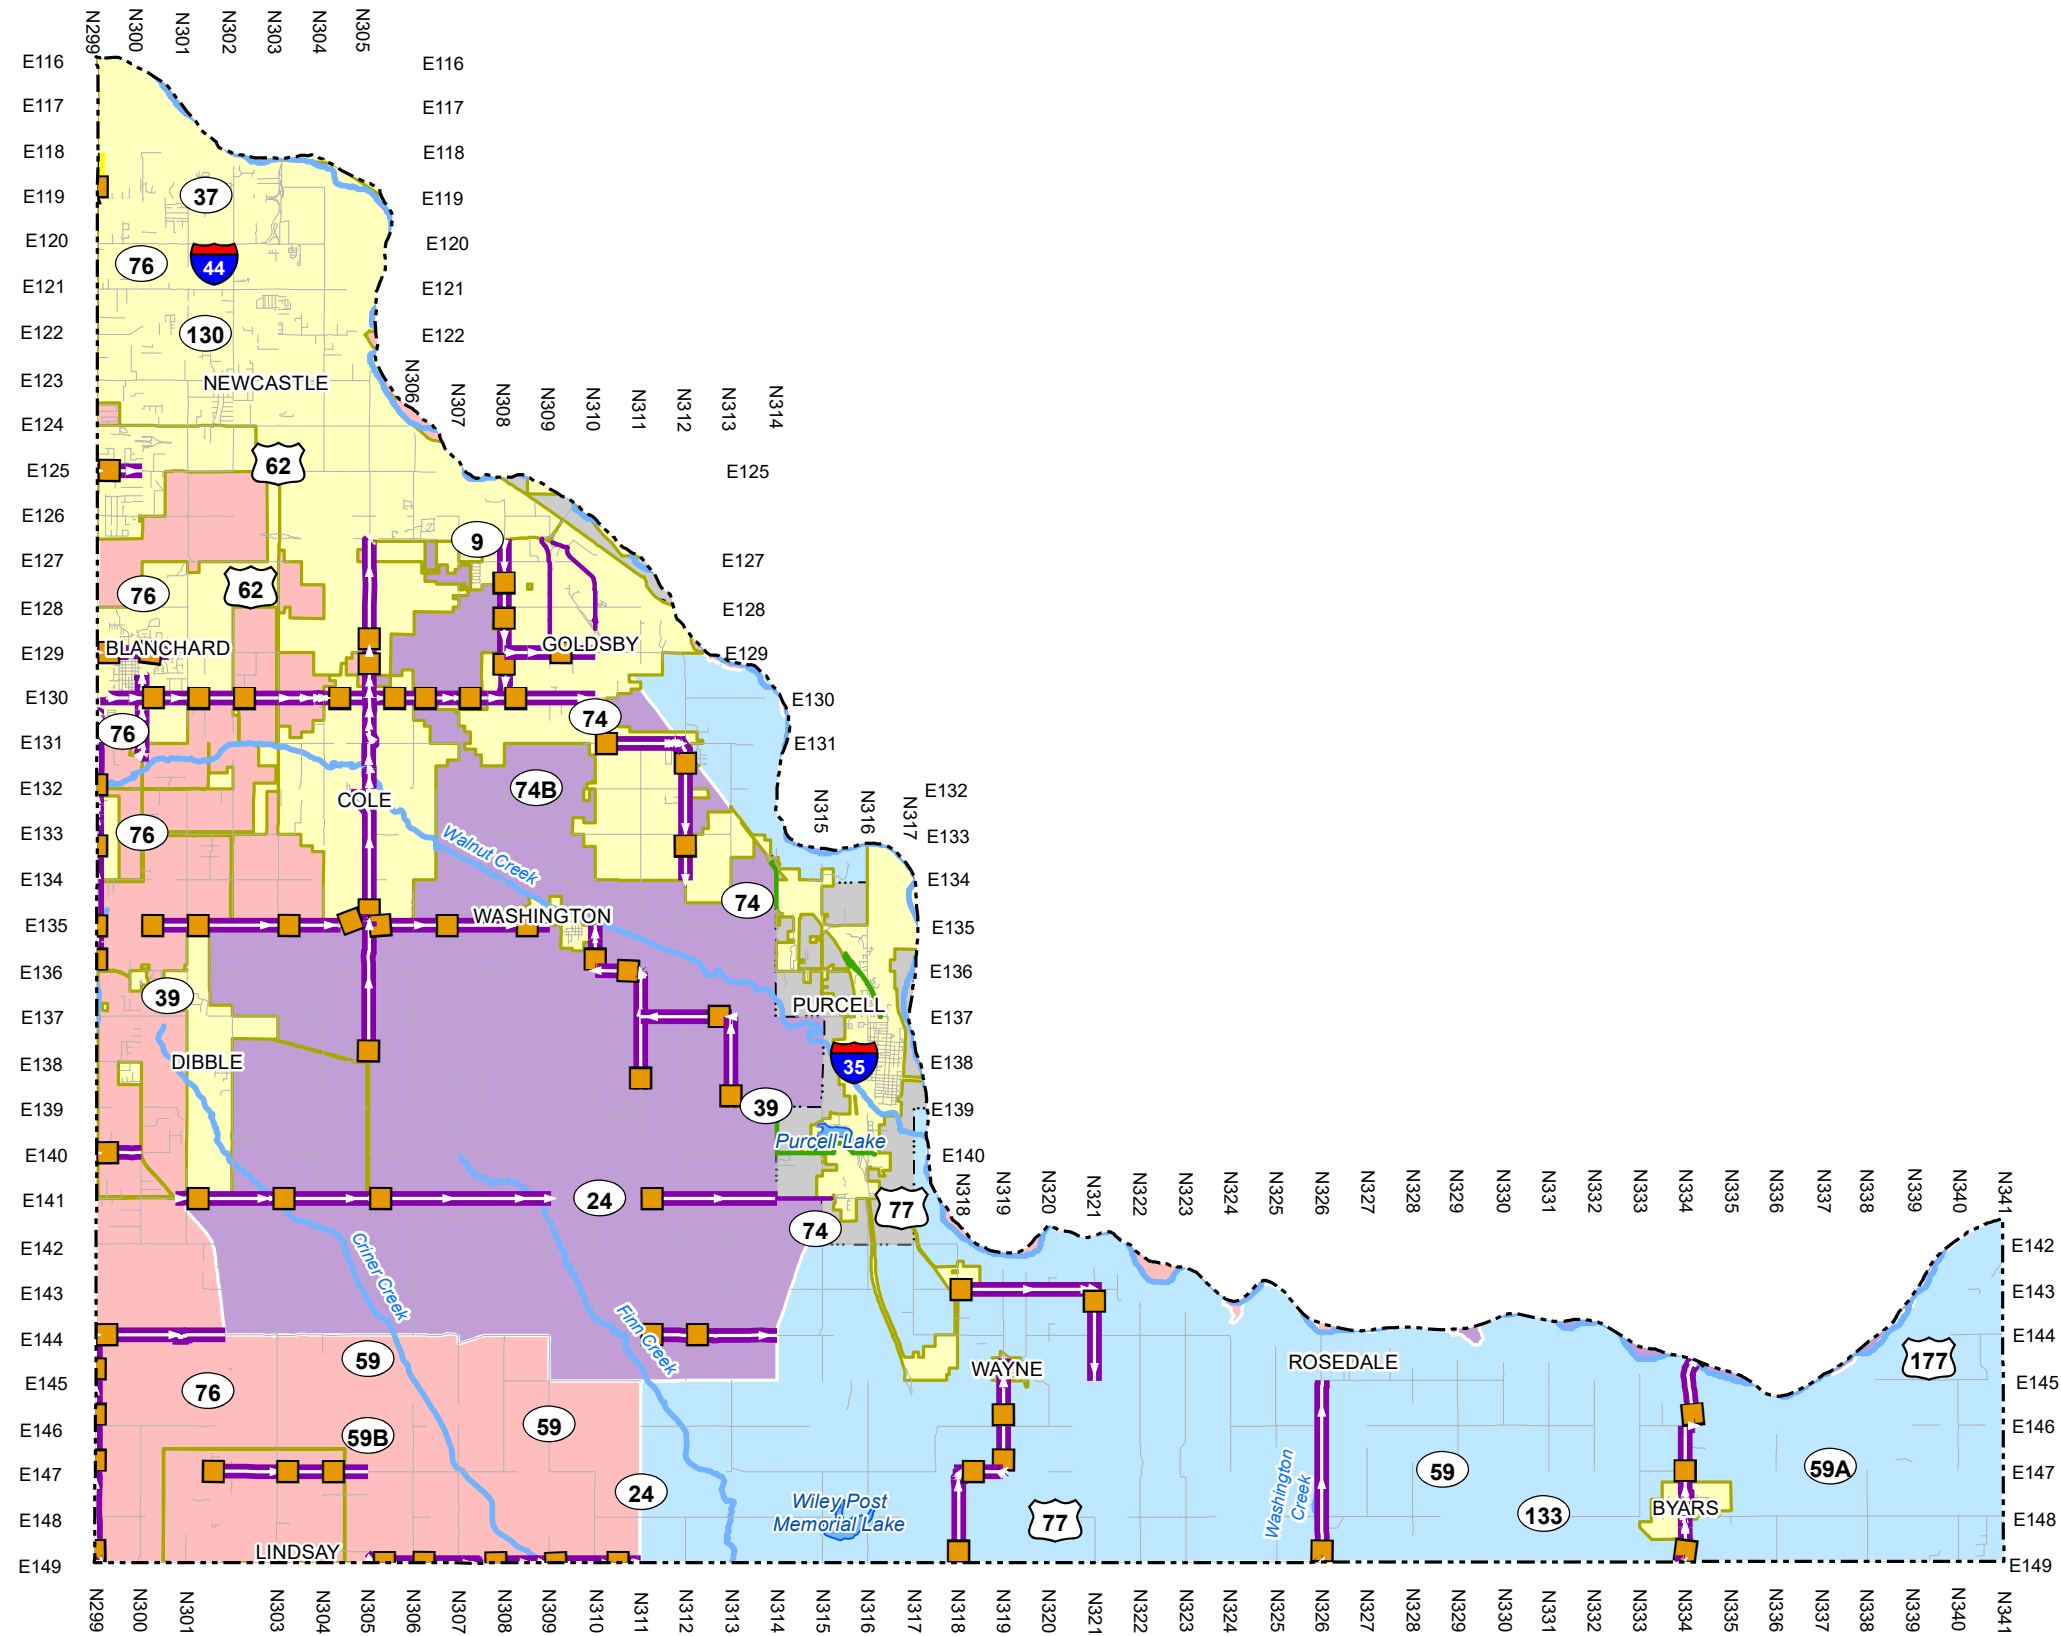 N299
N300
N301
N302
N303
N304
N305
E116
E116
E117
E117
E118
E118
37
E119
E119
E120
E120
76
44
E121
E121
130
E122
E122
NEWCASTLE
E123
N306
N307
N308
N309
N310
N311
N312
N313
N314
E124
62
E125
E125
E126
9
E127
E127
62
76
E128
E128
BLANCHARD
GOLDSBY
E129
E129
E130
E130
74
76
E131
E131
74B
E132
E132
COLE
N315
N316
N317
76
E133
E133
Walnut Creek
E134
E134
74
WASHINGTON
E135
E135
E136
E136
39
PURCELL
E137
E137
DIBBLE
35
E138
E138
39
E139
E139
Purcell Lake
E140
E140
N318
N319
N320
N321
N322
N323
N324
N325
N326
N327
N328
N329
N330
N331
N332
N333
N334
N335
N336
N337
N338
N339
N340
N341
24
77
E141
74
E142
E142
Criner Creek
E143
E143
Finn Creek
E144
E144
59
WAYNE
ROSEDALE
177
76
E145
E145
59
59B
E146
E146
59
59A
E147
E147
24
Washington
Creek
Wiley Post
Memorial Lake
77
133
BYARS
E148
E148
LINDSAY
E149
E149
N299
N300
N301
N303
N304
N305
N306
N307
N308
N309
N310
N311
N312
N313
N314
N315
N316
N317
N318
N319
N320
N321
N322
N323
N324
N325
N326
N327
N328
N329
N330
N331
N332
N333
N334
N335
N336
N337
N338
N339
N340
N341